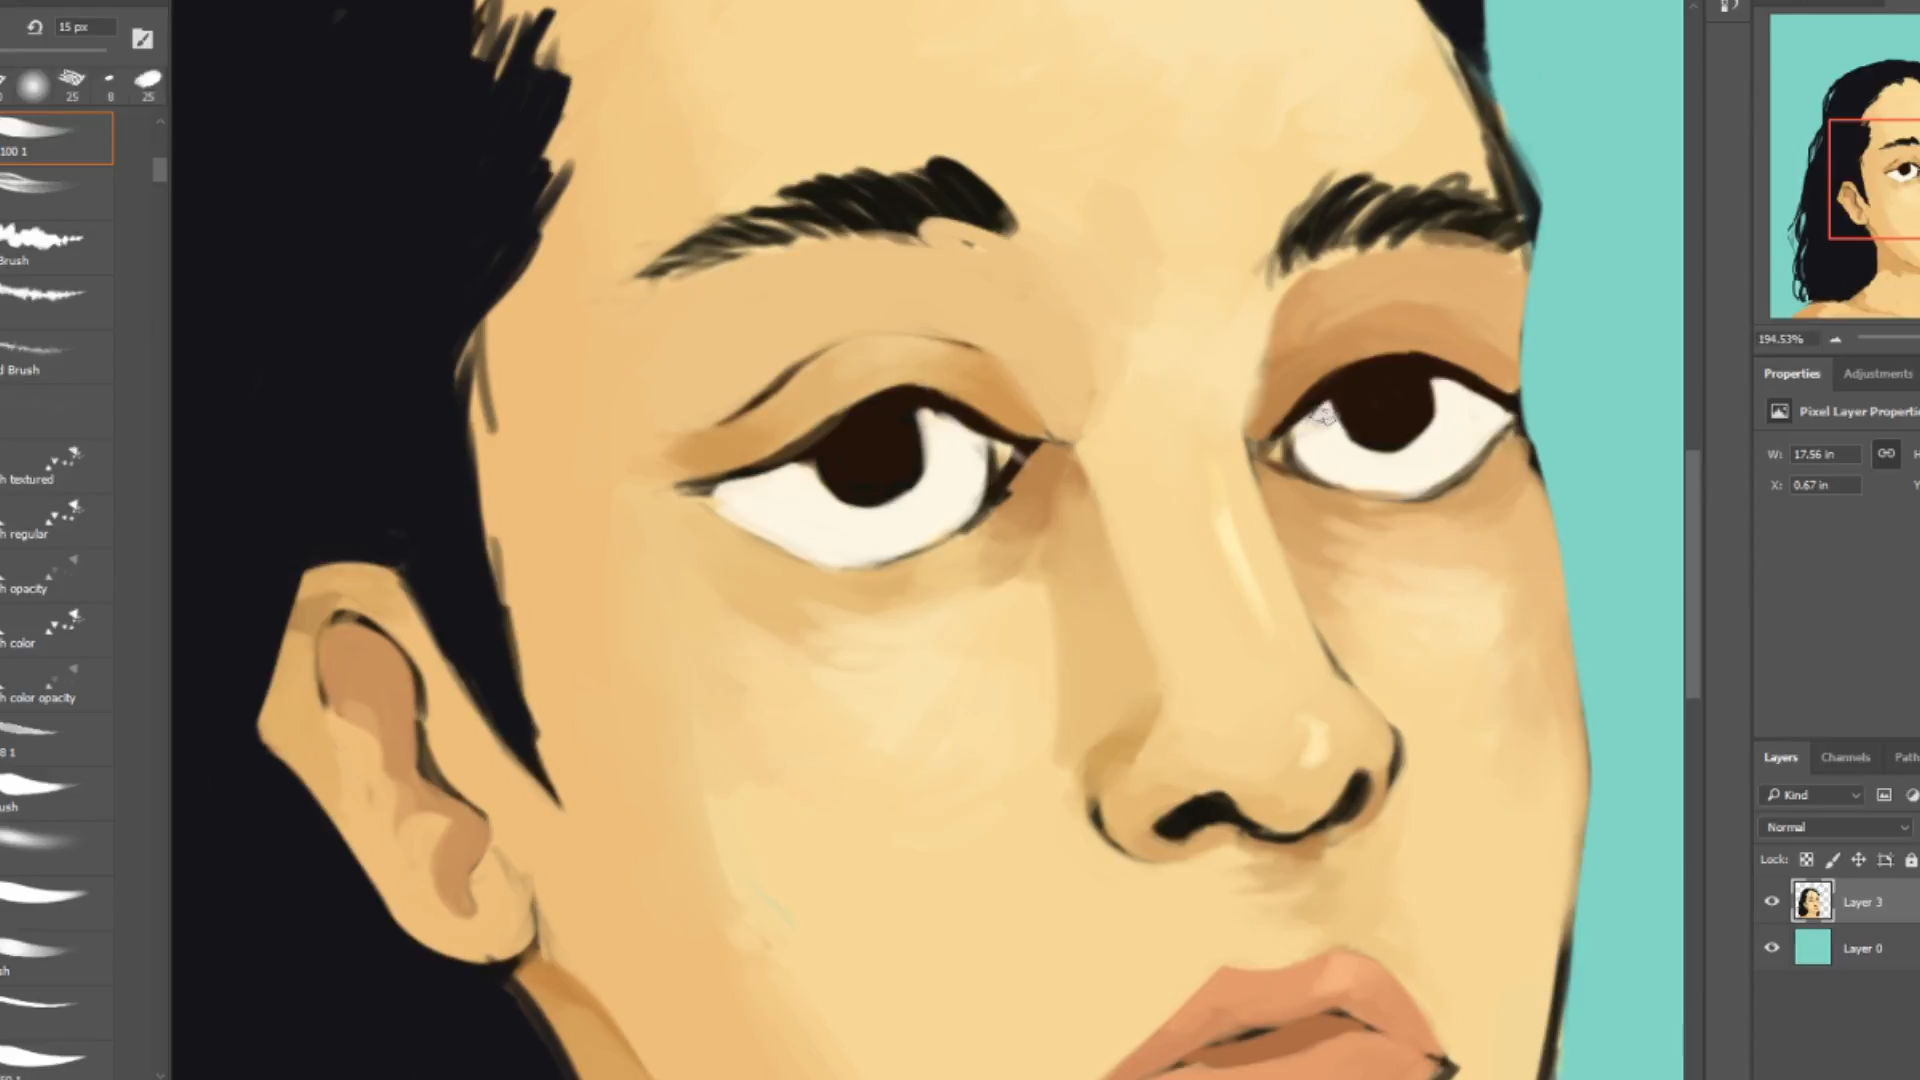 15 px
25
8
25
100 1
Brush
d Brush
h textured
h regular
h opacity
h color
h color opacity
8 1
ush
sh
194.53%
Properties
Adjustments
Pixel Layer Properti
W:
17.56 in
H
X:
0.67 in
Y
Layers
Channels
Path
Kind
Normal
Lock:
Layer 3
Layer 0